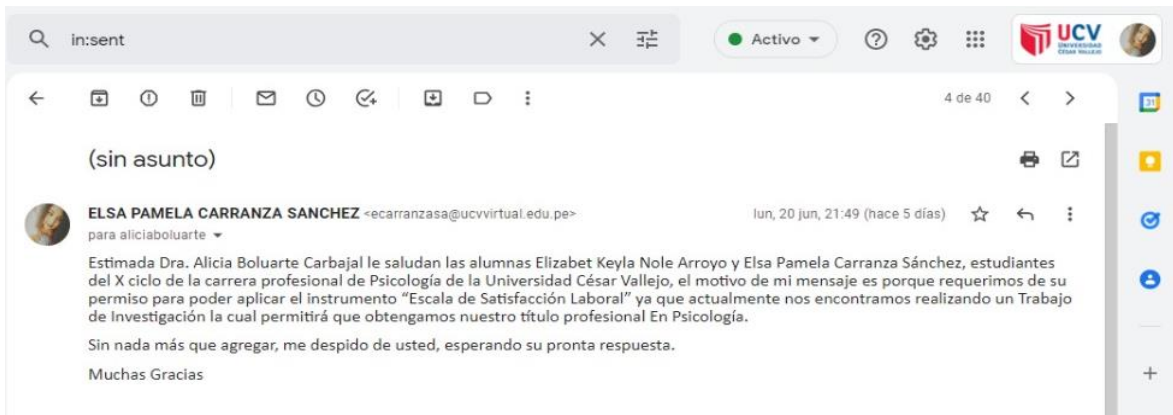 in:sent
Activo
UCV
UNIVERSIDAD
CÉSAR VALLEJO
4 de 40
31
(sin asunto)
ELSA PAMELA CARRANZA SANCHEZ <ecarranzasa@ucvvirtual.edu.pe>
lun, 20 jun, 21:49 (hace 5 días)
para aliciaboluarte
Estimada Dra. Alicia Boluarte Carbajal le saludan las alumnas Elizabet Keyla Nole Arroyo y Elsa Pamela Carranza Sánchez, estudiantes
del X ciclo de la carrera profesional de Psicología de la Universidad César Vallejo, el motivo de mi mensaje es porque requerimos de su
permiso para poder aplicar el instrumento “Escala de Satisfacción Laboral” ya que actualmente nos encontramos realizando un Trabajo
de Investigación la cual permitirá que obtengamos nuestro título profesional En Psicología.
Sin nada más que agregar, me despido de usted, esperando su pronta respuesta.
Muchas Gracias